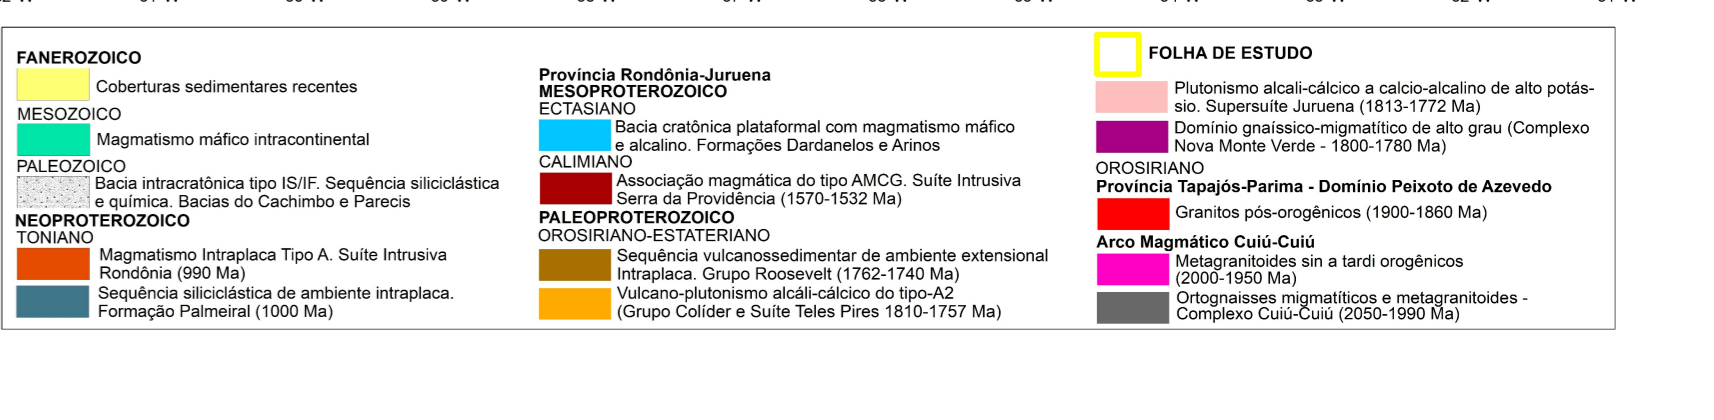 FANEROZOICO
Coberturas sedimentares recentes
MESOZOICO
Magmatismo máfico intracontinental
PALEOZOICO
Bacia intracratônica tipo IS/IF. Sequência siliciclástica
e química. Bacias do Cachimbo e Parecis
NEOPROTEROZOICO
TONIANO
Magmatismo Intraplaca Tipo A. Suíte Intrusiva
Rondônia (990 Ma)
Sequência siliciclástica de ambiente intraplaca.
Formação Palmeiral (1000 Ma)
Província Rondônia-Juruena
MESOPROTEROZOICO
ECTASIANO
Bacia cratônica plataformal com magmatismo máfico
e alcalino. Formações Dardanelos e Arinos
CALIMIANO
Associação magmática do tipo AMCG. Suíte Intrusiva
Serra da Providência (1570-1532 Ma)
PALEOPROTEROZOICO
OROSIRIANO-ESTATERIANO
Sequência vulcanossedimentar de ambiente extensional
Intraplaca. Grupo Roosevelt (1762-1740 Ma)
Vulcano-plutonismo alcáli-cálcico do tipo-A2
(Grupo Colíder e Suíte Teles Pires 1810-1757 Ma)
FOLHA DE ESTUDO
Plutonismo alcali-cálcico a calcio-alcalino de alto potás-
sio. Supersuíte Juruena (1813-1772 Ma)
Domínio gnaíssico-migmatítico de alto grau (Complexo
Nova Monte Verde - 1800-1780 Ma)
OROSIRIANO
Província Tapajós-Parima - Domínio Peixoto de Azevedo
Granitos pós-orogênicos (1900-1860 Ma)
Arco Magmático Cuiú-Cuiú
Metagranitoides sin a tardi orogênicos
(2000-1950 Ma)
Ortognaisses migmatíticos e metagranitoides -
Complexo Cuiú-Cuiú (2050-1990 Ma)